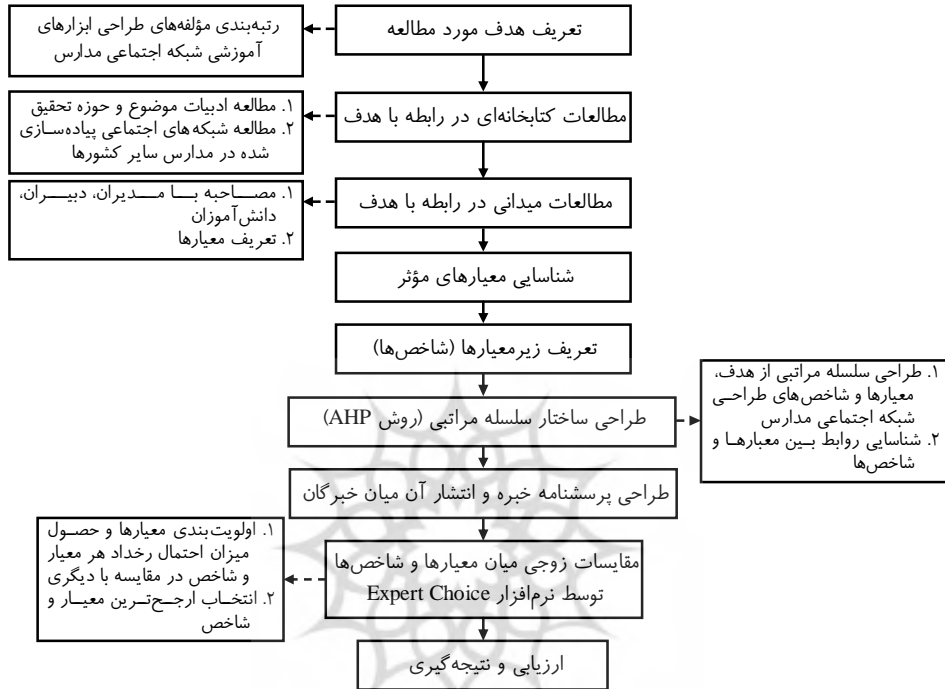 تعریف هدف مورد مطالعه
رتبه‌بندی مؤلفه‌های طراحی ابزارهای
آموزشی شبکه اجتماعی مدارس
مطالعات کتابخانه‌ای در رابطه با هدف
۱. مطالعه ادبیات موضوع و حوزه تحقیق
۲. مطالعه شبکه‌های اجتماعی پیاده‌سازی
شده در مدارس سایر کشورها
مطالعات میدانی در رابطه با هدف
۱. مصاحبه با مدیران، دبیران،
دانش‌آموزان
۲. تعریف معیارها
شناسایی معیارهای مؤثر
تعریف زیرمعیارها (شاخص‌ها)
طراحی ساختار سلسله مراتبی (روش AHP)
۱. طراحی سلسله مراتبی از هدف،
معیارها و شاخص‌های طراحی
شبکه اجتماعی مدارس
۲. شناسایی روابط بین معیارها و
شاخص‌ها
طراحی پرسشنامه خبره و انتشار آن میان خبرگان
مقایسات زوجی میان معیارها و شاخص‌ها
توسط نرم‌افزار Expert Choice
۱. اولویت‌بندی معیارها و حصول
میزان احتمال رخداد هر معیار
و شاخص در مقایسه با دیگری
۲. انتخاب ارجح‌ترین معیار و
شاخص
ارزیابی و نتیجه‌گیری